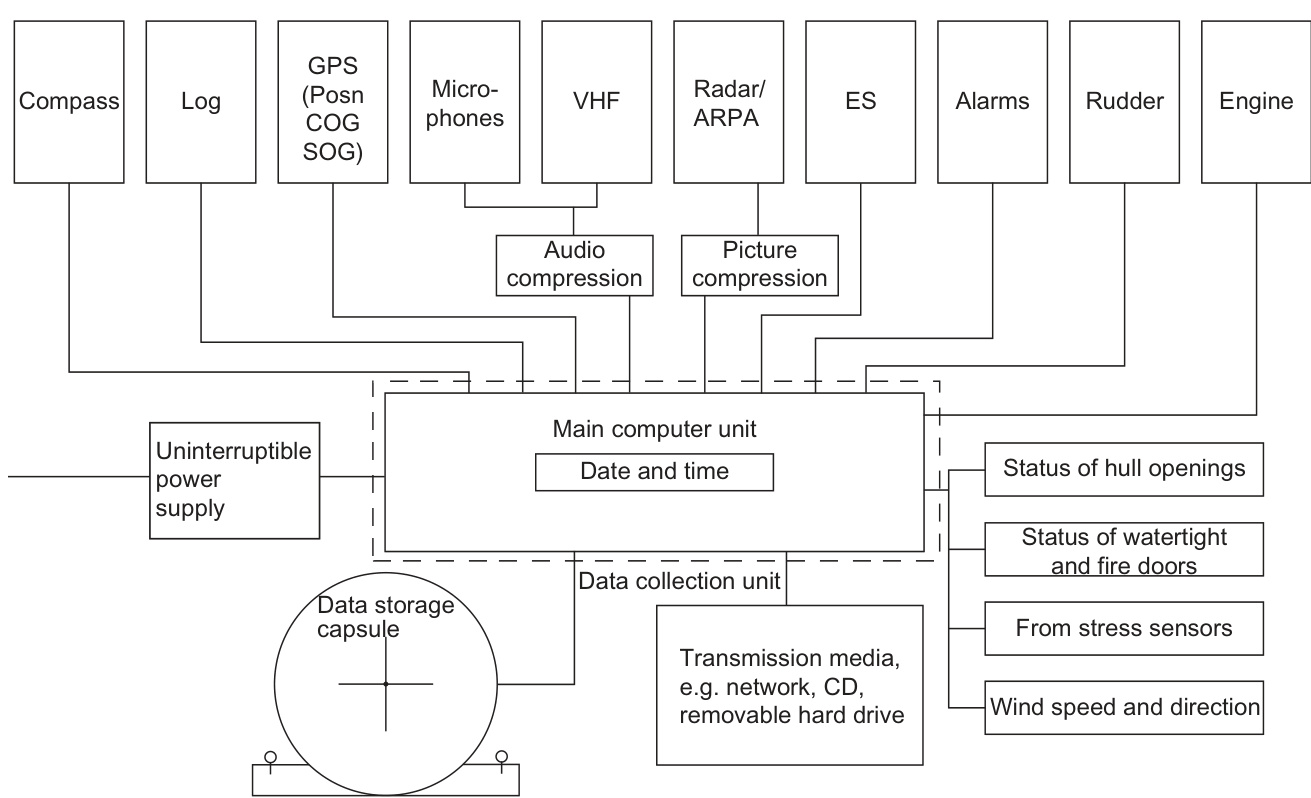 Compass
Log
GPS
(Posn
COG
SOG)
Micro-
phones
VHF
Radar/
ARPA
ES
Alarms
Rudder
Engine
Audio
compression
Picture
compression
Main computer unit
Date and time
Uninterruptible
power
supply
Status of hull openings
Status of watertight
and fire doors
From stress sensors
Wind speed and direction
Data collection unit
Data storage
capsule
Transmission media,
e.g. network, CD,
removable hard drive